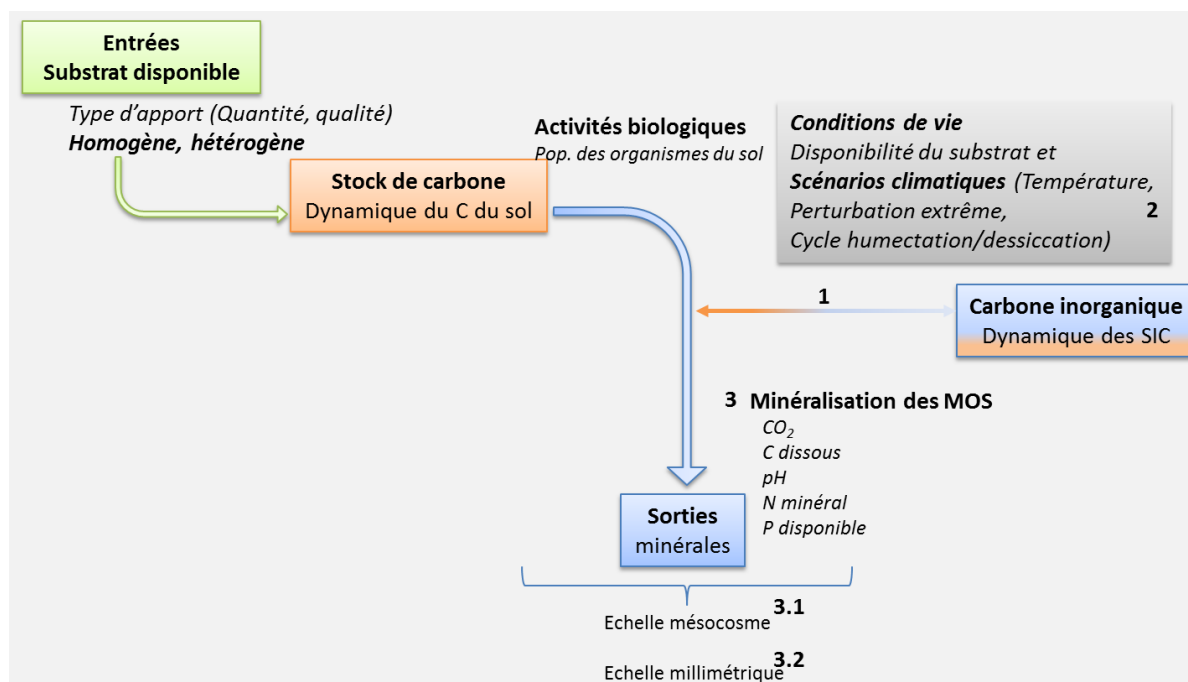 Entrées
Substrat disponible
Type d’apport (Quantité, qualité)
Homogène, hétérogène
Stock de carbone
Dynamique du C du sol
Activités biologiques
Pop. des organismes du sol
Conditions de vie
Disponibilité du substrat et
Scénarios climatiques (Température,
Perturbation extrême,
2
Cycle humectation/dessiccation)
1
Carbone inorganique
Dynamique des SIC
3 Minéralisation des MOS
CO2
C dissous
pH
N minéral
P disponible
Sorties
minérales
Echelle mésocosme 3.1
Echelle millimétrique 3.2